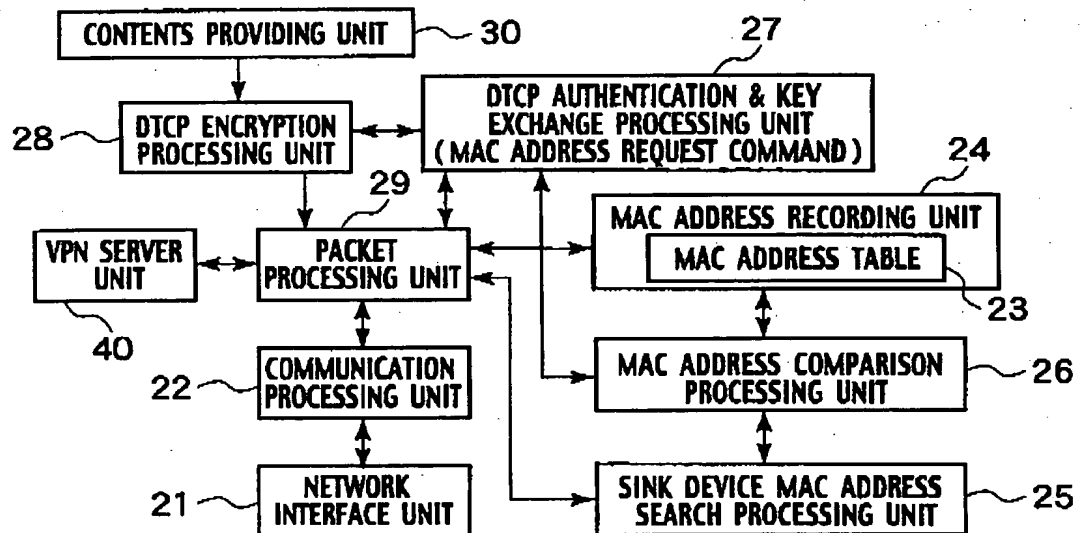 CONTENTS PROVIDING UNIT
30
27
DTCP AUTHENTICATION & KEY
EXCHANGE PROCESSING UNIT
( MAC ADDRESS REQUEST COMMAND )
28
DTCP ENCRYPTION
PROCESSING UNIT
24
29
MAC ADDRESS RECORDING UNIT
MAC ADDRESS TABLE
23
VPN SERVER
UNIT
40
PACKET
PROCESSING UNIT
22
COMMUNICATION
PROCESSING UNIT
MAC ADDRESS COMPARISON
PROCESSING UNIT
26
21
NETWORK
INTERFACE UNIT
SINK DEVICE MAC ADDRESS
SEARCH PROCESSING UNIT
25